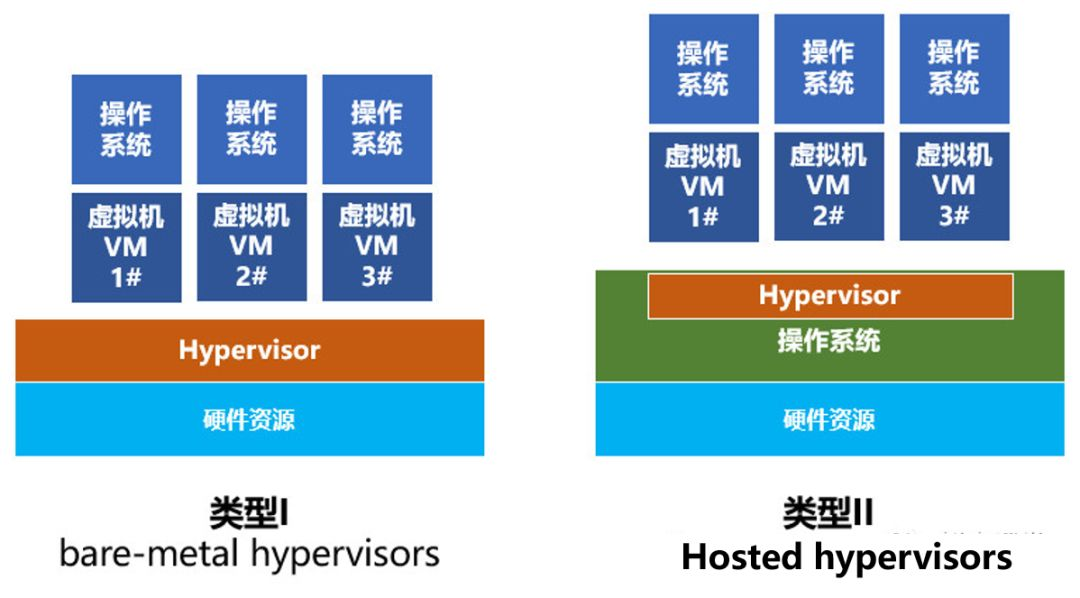 操作
系统
操作
系统
操作
系统
虚拟机
VM
1#
虚拟机
VM
2#
虚拟机
VM
3#
Hypervisor
硬件资源
类型I
bare-metal hypervisors
操作
系统
操作
系统
操作
系统
虚拟机
VM
1#
虚拟机
VM
2#
虚拟机
VM
3#
Hypervisor
操作系统
硬件资源
类型II
Hosted hypervisors